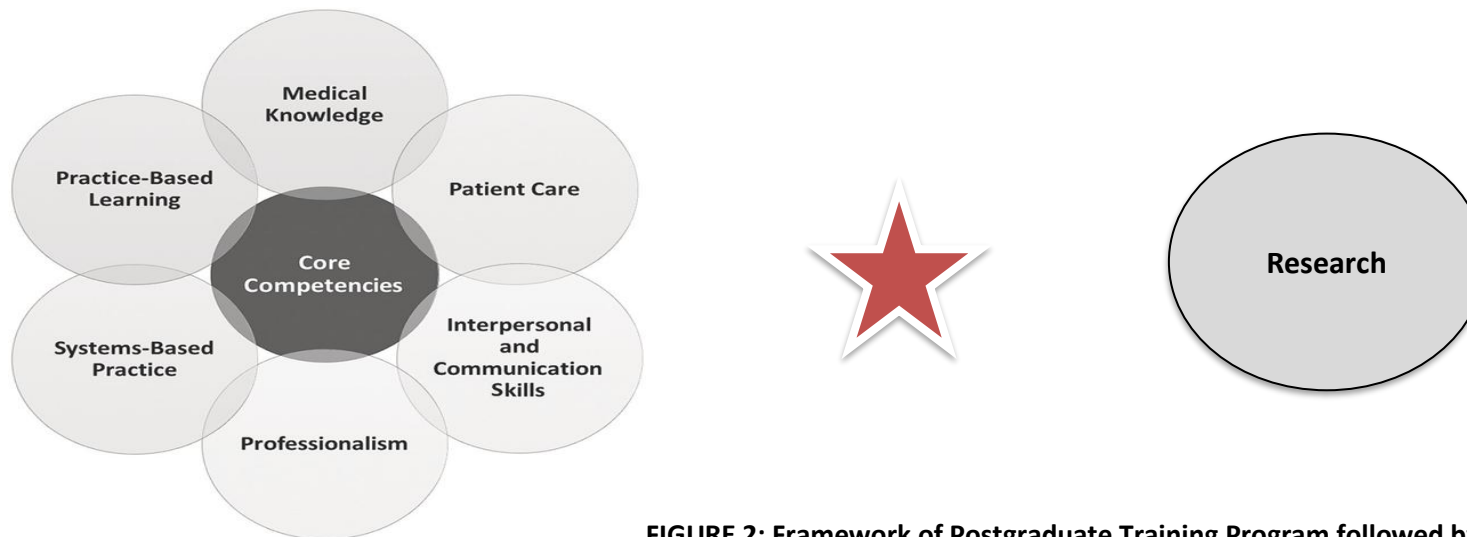 Medical
Knowledge
Practice-Based
Learning
Patient Care
Core
Competencies
Interpersonal
and
Communication
Skills
Systems-Based
Practice
Professionalism
Research
FIGURE 2: Framework of Postgraduate Training Program followed